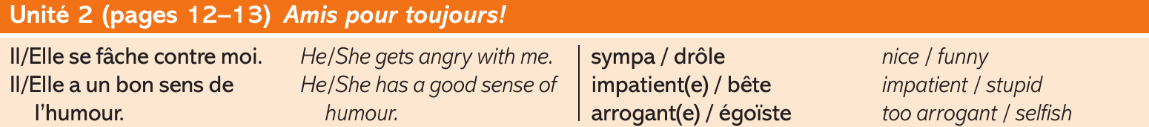 Unité 2 (pages 12–13) Amis pour toujours!
Il/Elle se fâche contre moi. He/She gets angry with me.
Il/Elle a un bon sens de He/She has a good sense of
l'humour. humour.
sympa / drôle nice / funny
impatient(e) / bête impatient / stupid
arrogant(e) / égoïste too arrogant / selfish